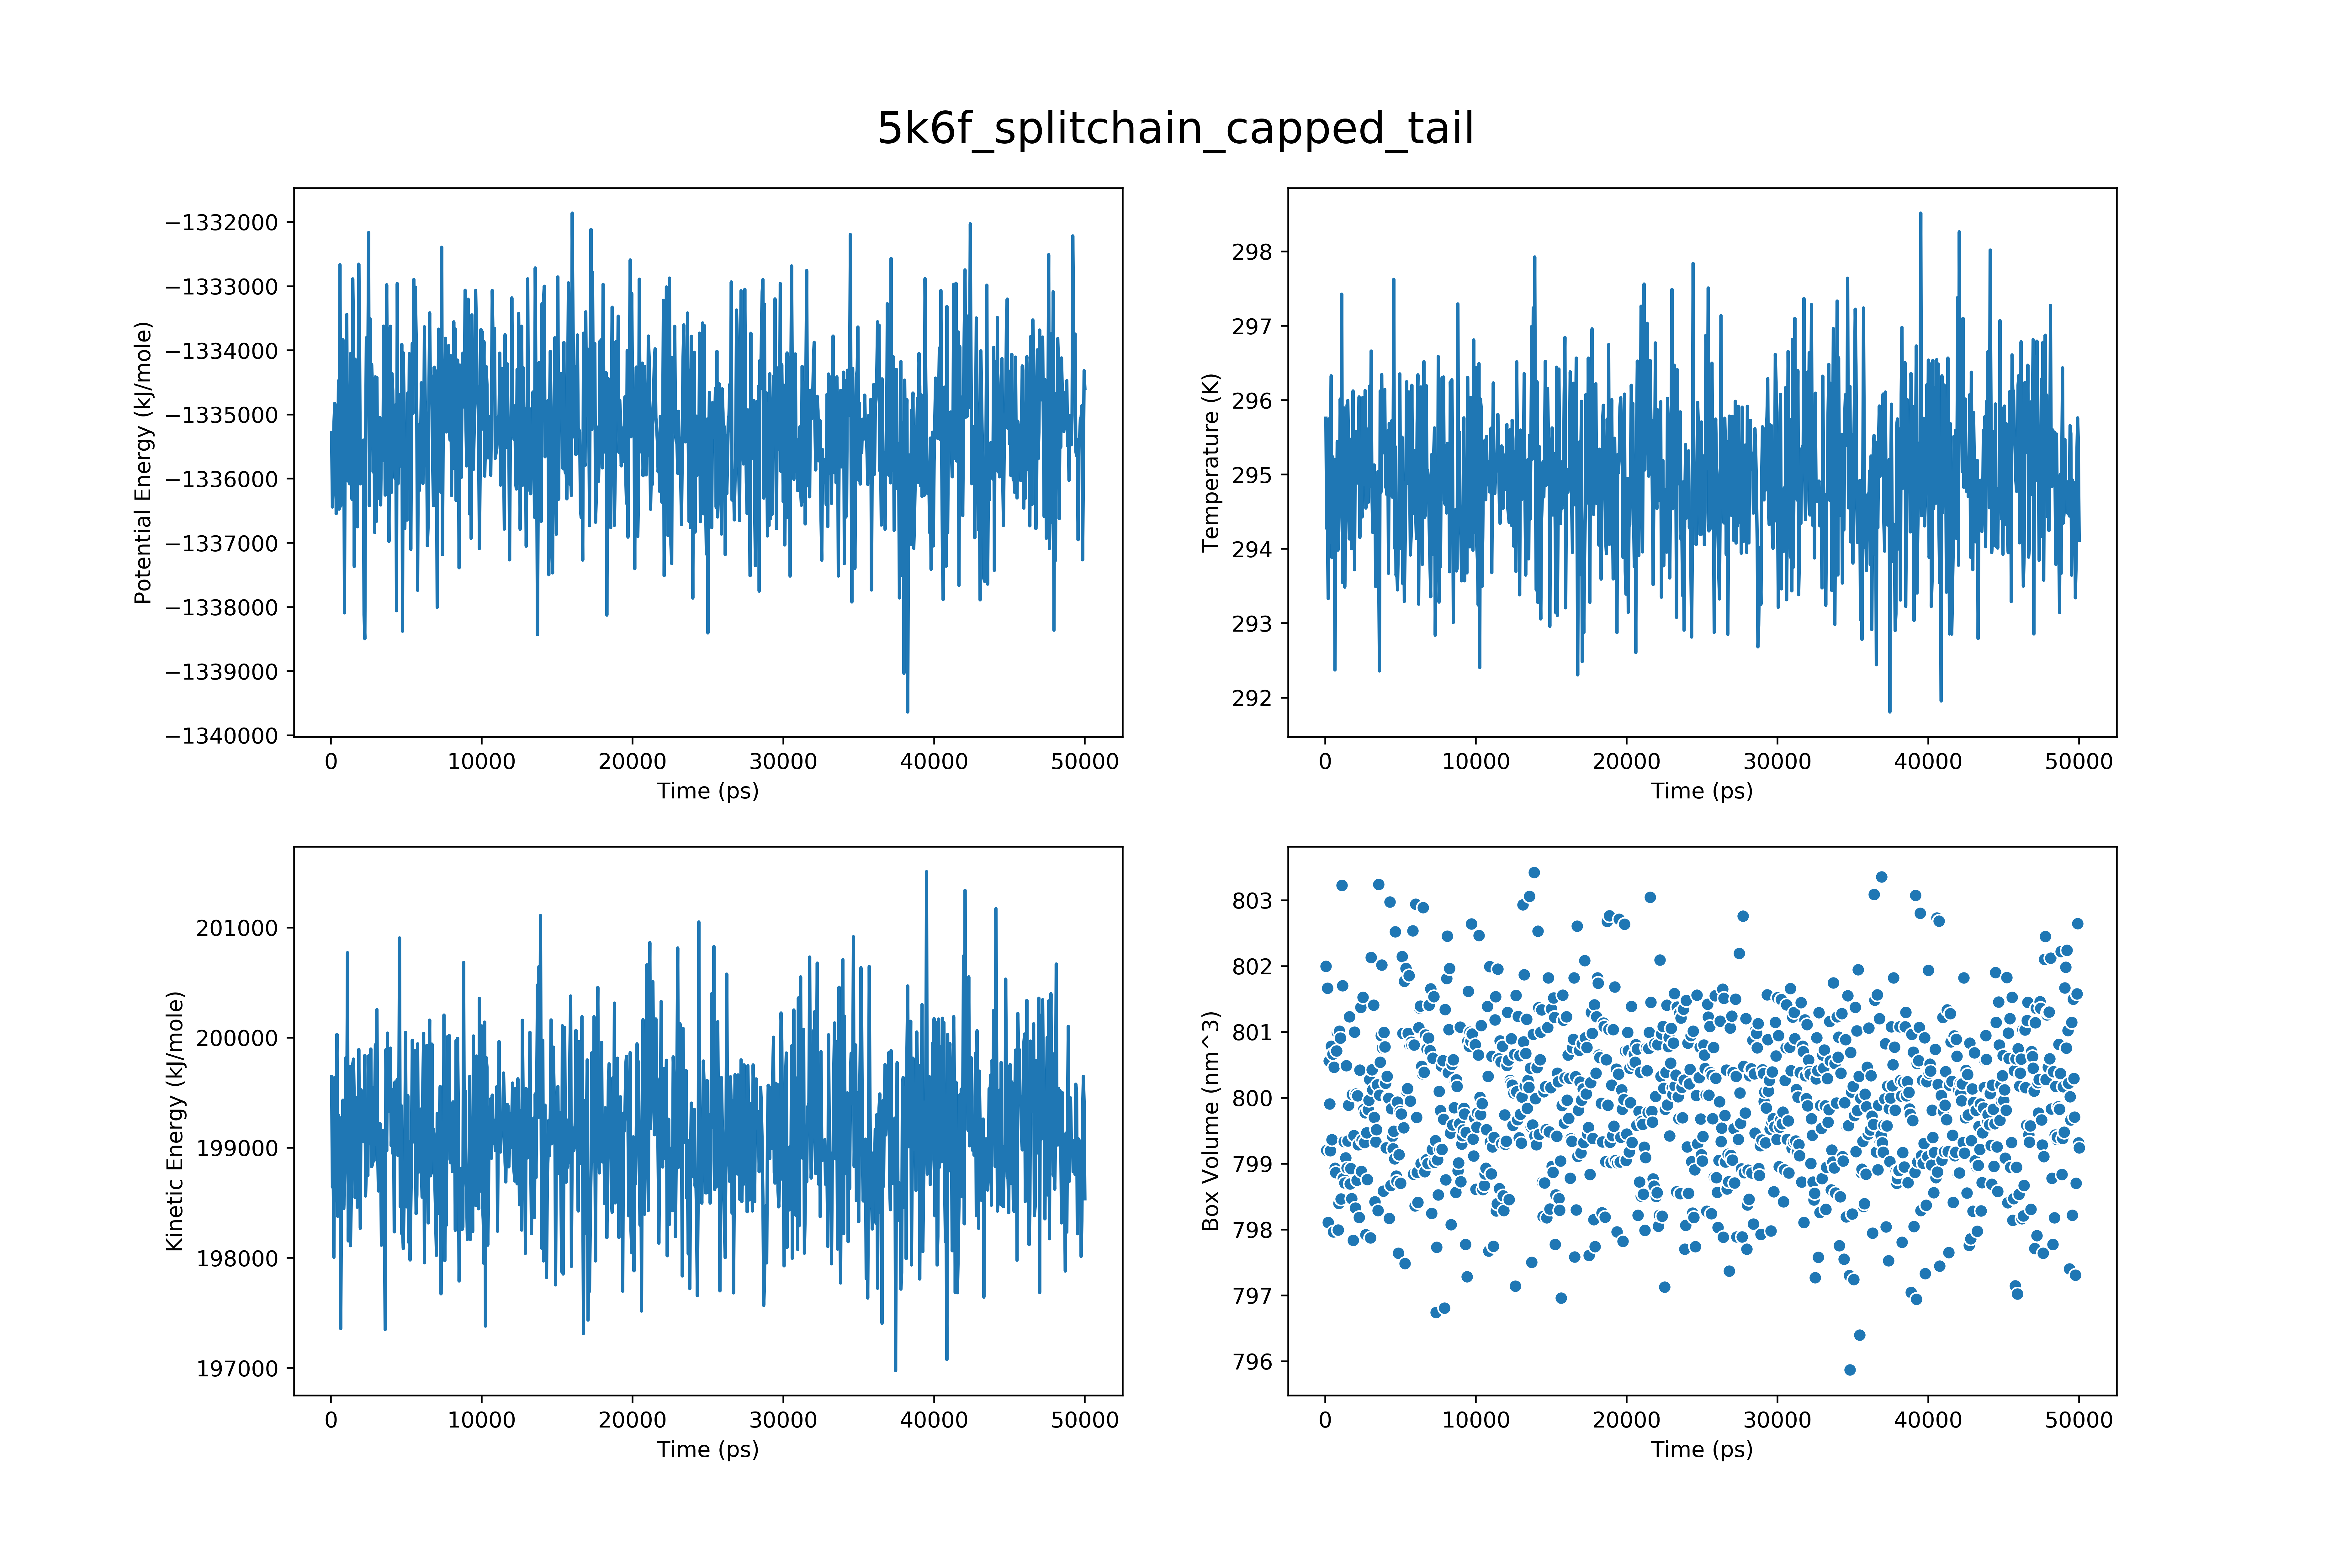 5k6f_splitchain_capped_tail
−1332000
−1333000
−1334000
−1335000
−1336000
−1337000
−1338000
−1339000
−1340000
Potential Energy (kJ/mole)
0 10000 20000 30000 40000 50000
Time (ps)
298
297
296
295
294
293
292
Temperature (K)
0 10000 20000 30000 40000 50000
Time (ps)
201000
200000
199000
198000
197000
Kinetic Energy (kJ/mole)
0 10000 20000 30000 40000 50000
Time (ps)
803
802
801
800
799
798
797
796
Box Volume (nm^3)
0 10000 20000 30000 40000 50000
Time (ps)